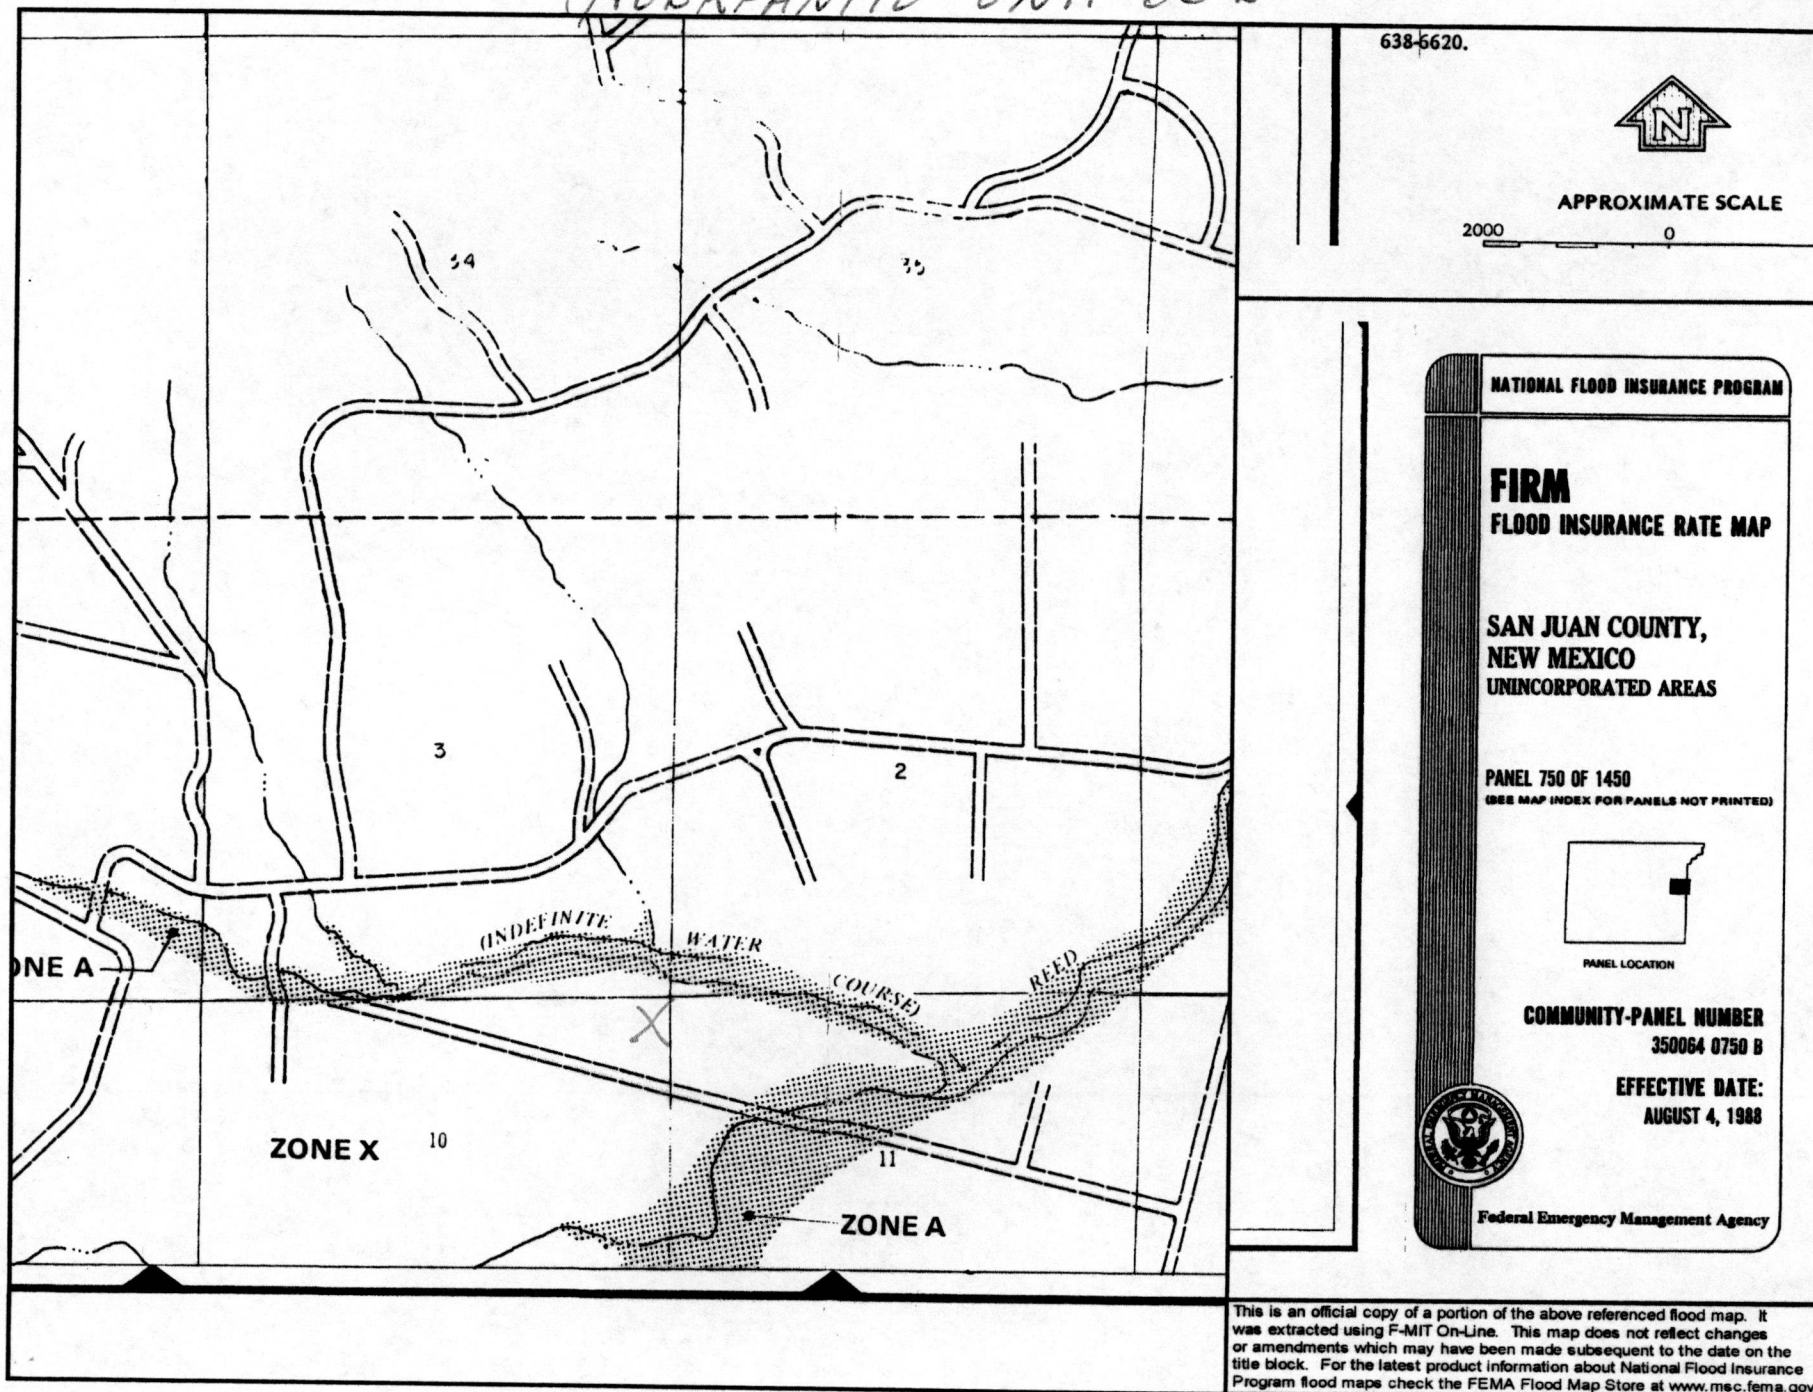 638-6620.
N
APPROXIMATE SCALE
2000 0
34
35
NATIONAL FLOOD INSURANCE PROGRAM
FIRM
FLOOD INSURANCE RATE MAP
SAN JUAN COUNTY,
NEW MEXICO
UNINCORPORATED AREAS
3
2
PANEL 750 OF 1450
(SEE MAP INDEX FOR PANELS NOT PRINTED)
PANEL LOCATION
(INDEFINITE WATER COURSE)
REED
ONE A
X
COMMUNITY-PANEL NUMBER
350064 0750 B
EFFECTIVE DATE:
AUGUST 4, 1988
ZONE X
10
11
ZONE A
Federal Emergency Management Agency
This is an official copy of a portion of the above referenced flood map. It
was extracted using F-MIT On-Line. This map does not reflect changes
or amendments which may have been made subsequent to the date on the
title block. For the latest product information about National Flood Insurance
Program flood maps check the FEMA Flood Map Store at www.msc.fema.gov